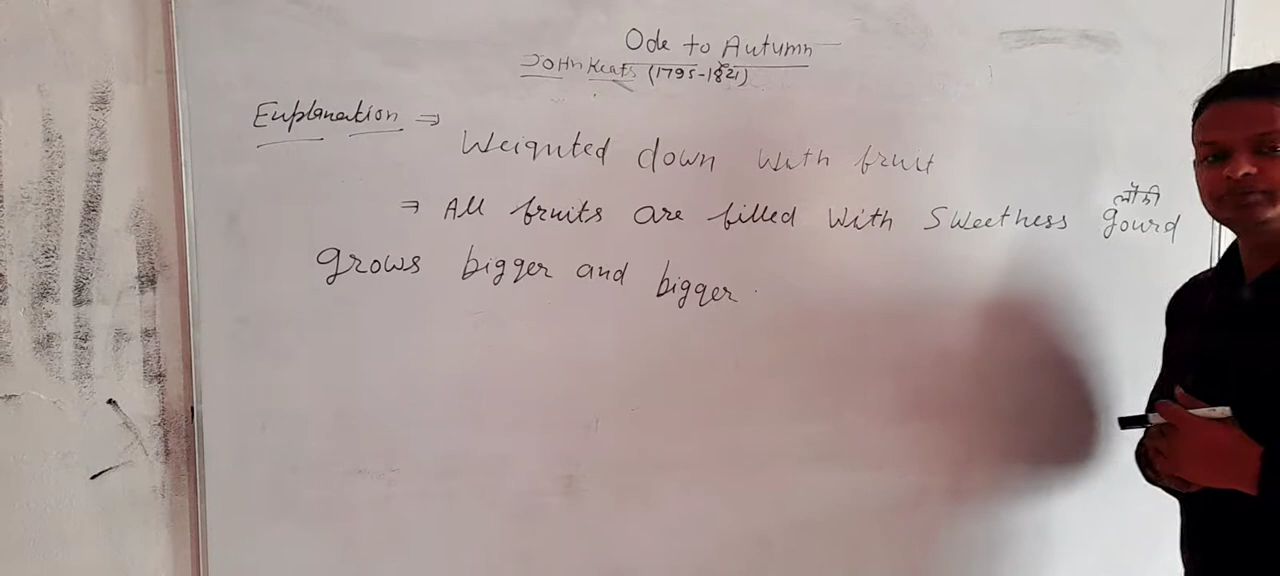 Ode to Autumn
JOHN Keats (1795-1821)
Explanation ⇒
Weighted down with fruit
⇒ All fruits are filled with Sweetness gourd
लौकी
grows bigger and bigger.